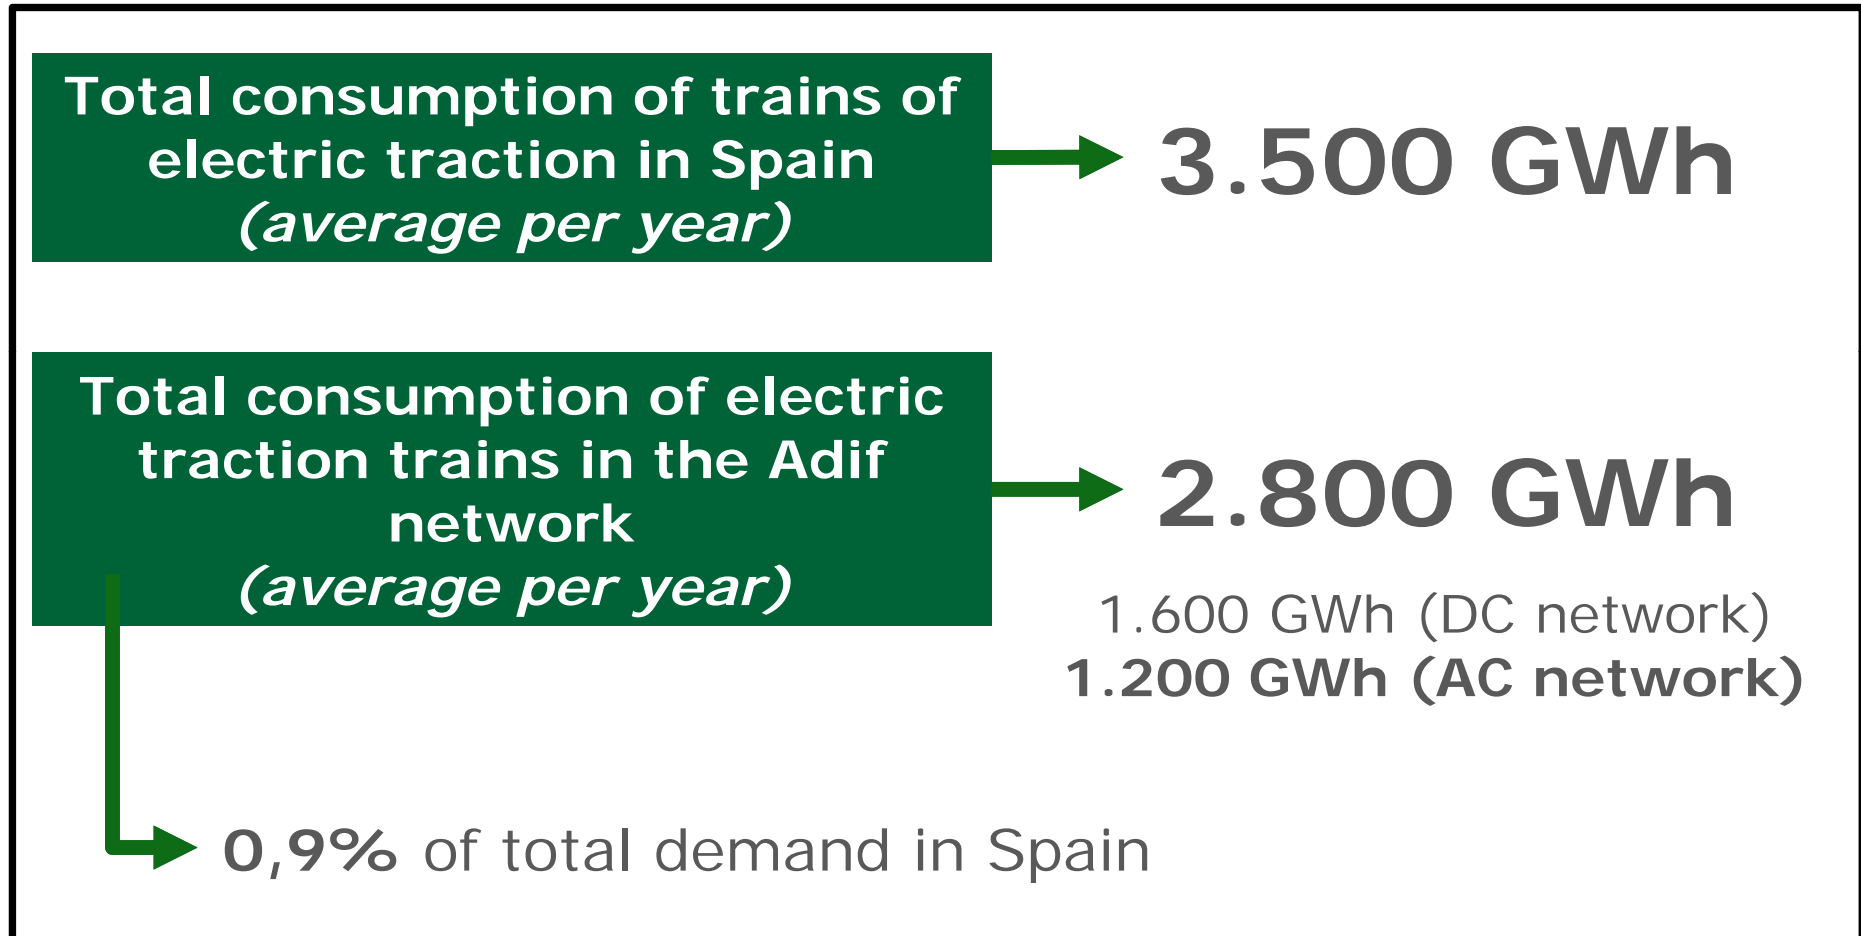 Total consumption of trains of
electric traction in Spain
(average per year)
3.500 GWh
Total consumption of electric
traction trains in the Adif
network
(average per year)
2.800 GWh
1.600 GWh (DC network)
1.200 GWh (AC network)
0,9% of total demand in Spain